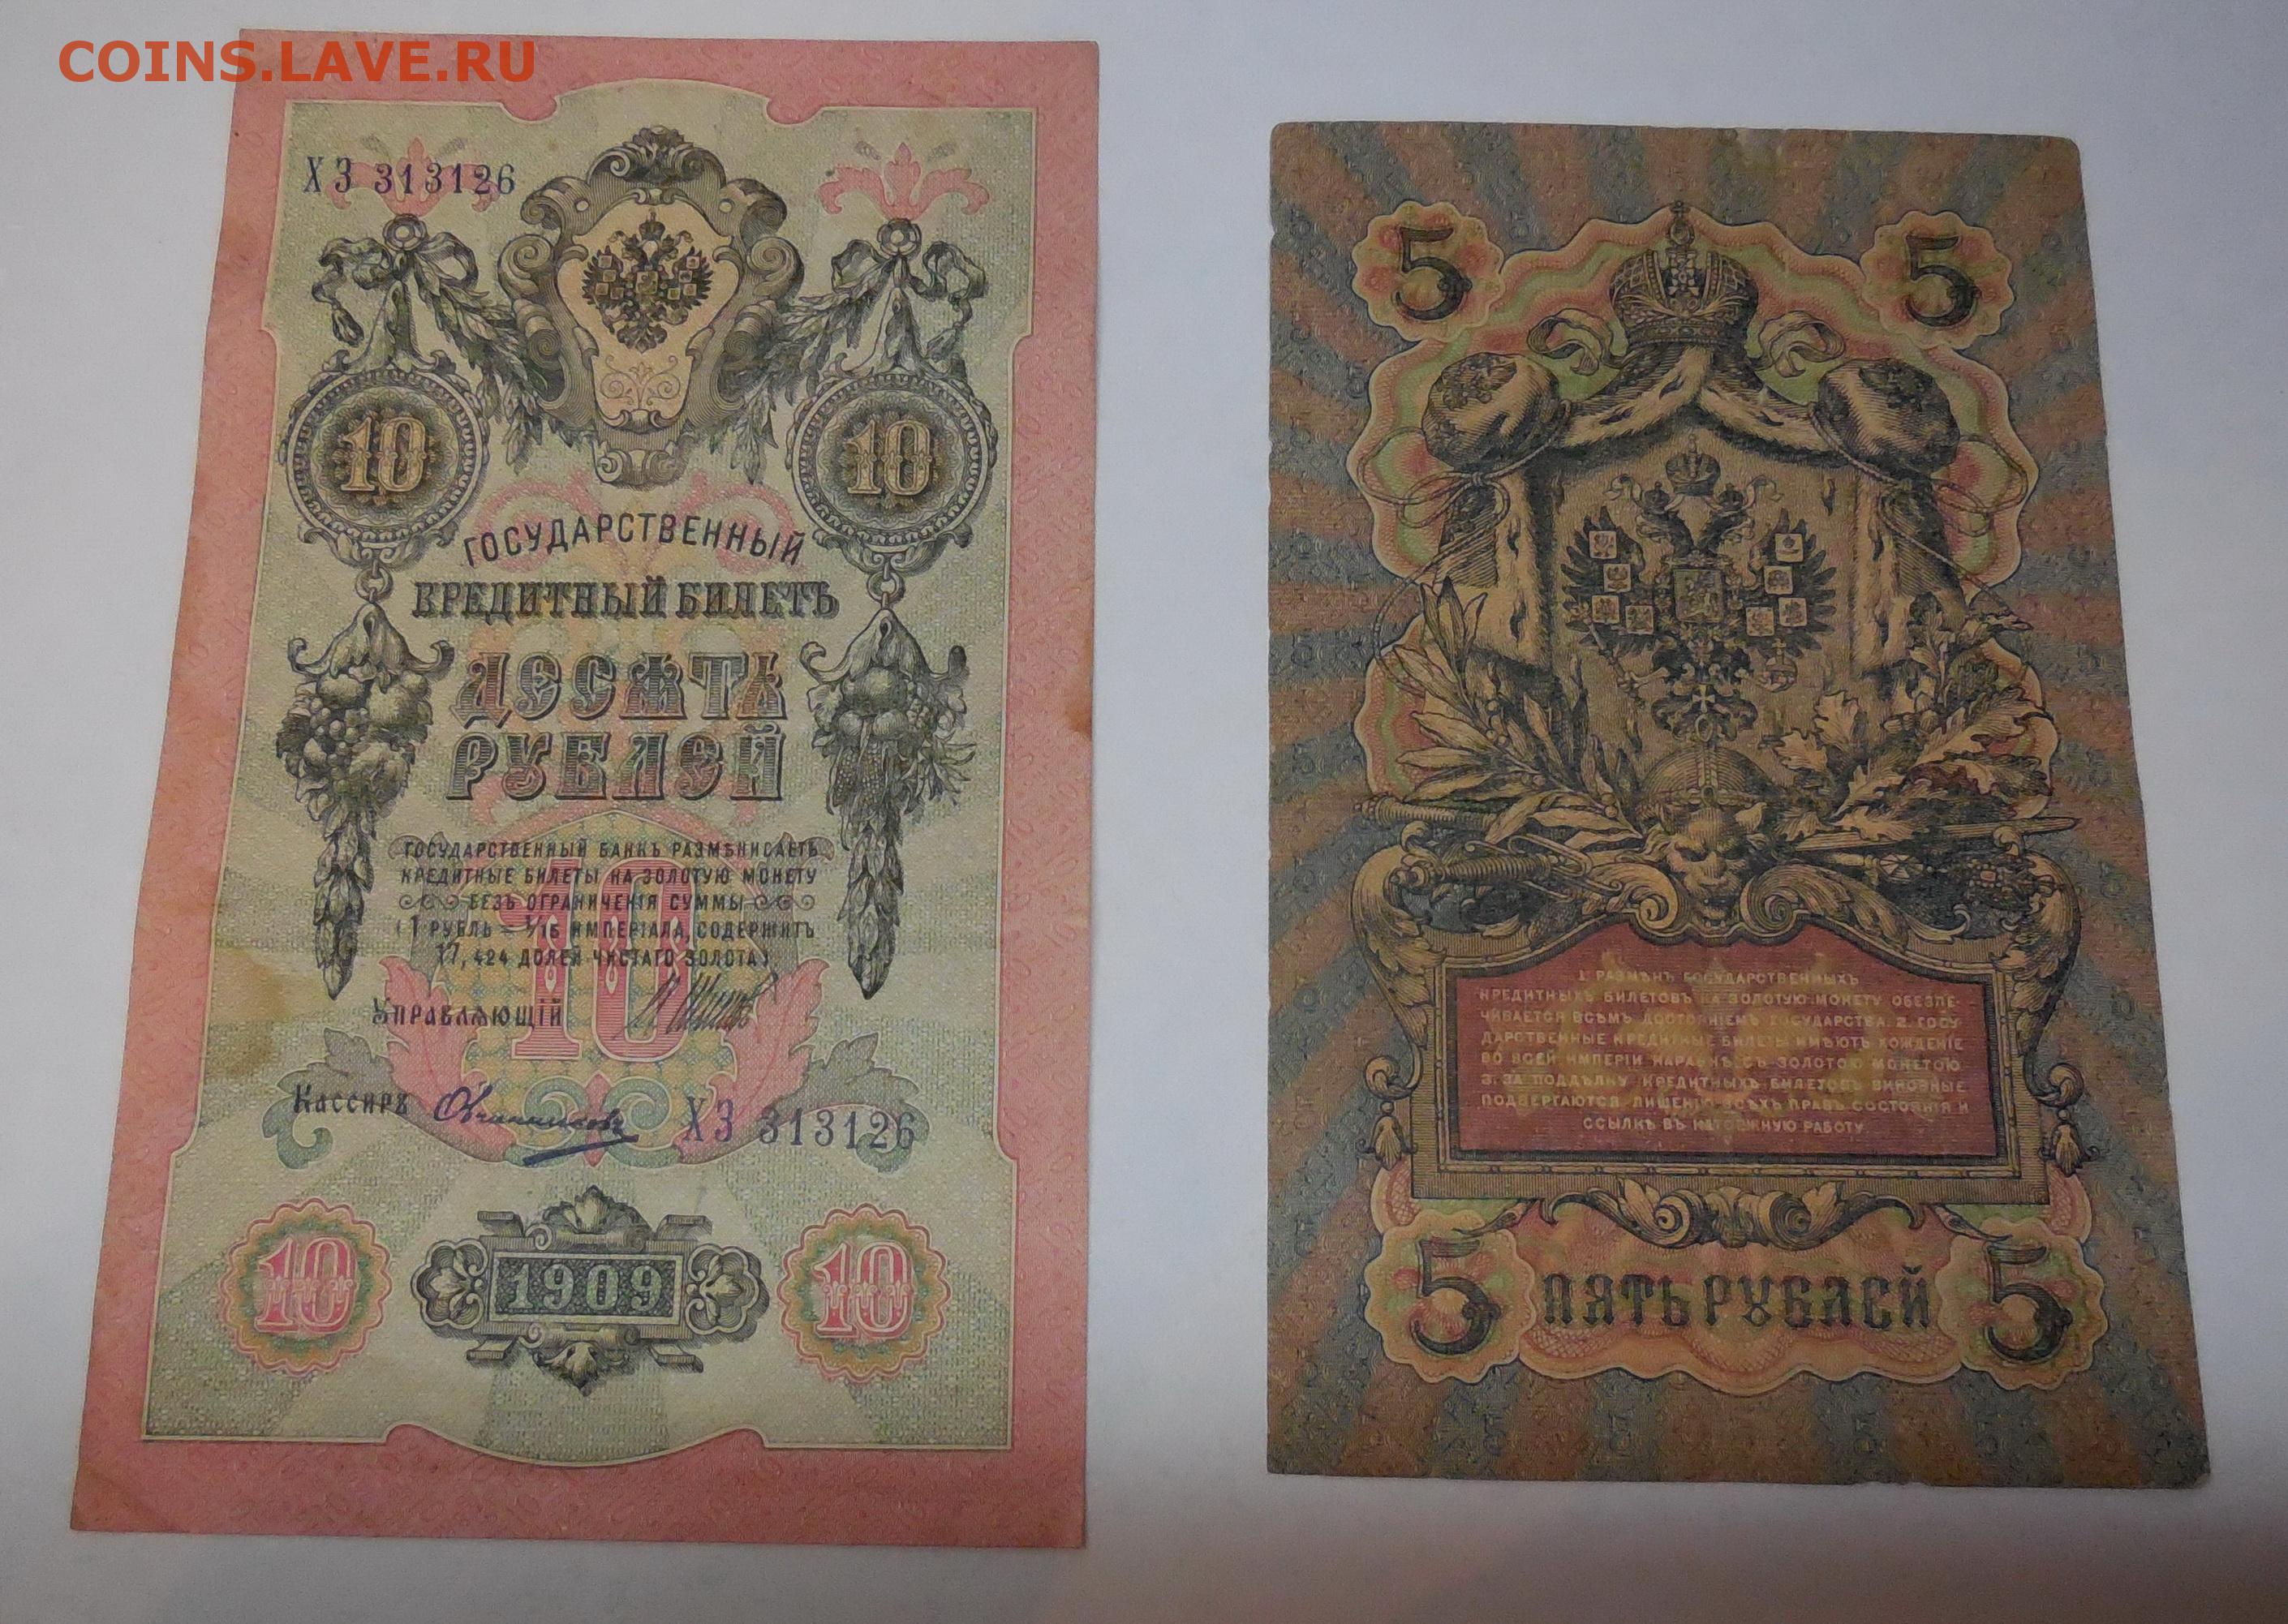 COINS.LAVE.RU
ХЗ 313126
10 10
ГОСУДАРСТВЕННЫЙ
КРЕДИТНЫЙ БИЛЕТЪ
ДЕСЯТЬ
РУБЛЕЙ
ГОСУДАРСТВЕННЫЙ БАНКЪ РАЗМѢНИВАЕТЪ
КРЕДИТНЫЕ БИЛЕТЫ НА ЗОЛОТУЮ МОНЕТУ
БЕЗЪ ОГРАНИЧЕНІЯ СУММЫ
(1 РУБЛЬ = 1/15 ИМПЕРІАЛА, СОДЕРЖИТЪ
17,424 ДОЛЕЙ ЧИСТАГО ЗОЛОТА)
10
УПРАВЛЯЮЩІЙ
КАССИРЪ Овчинниковъ ХЗ 313126
10 1909 10
5 5
1. РАЗМѢНЪ ГОСУДАРСТВЕННЫХЪ
КРЕДИТНЫХЪ БИЛЕТОВЪ НА ЗОЛОТУЮ МОНЕТУ ОБЕЗПЕ-
ЧИВАЕТСЯ ВСѢМЪ ДОСТОЯНІЕМЪ ГОСУДАРСТВА. 2. ГОСУ-
ДАРСТВЕННЫЕ КРЕДИТНЫЕ БИЛЕТЫ ИМѢЮТЪ ХОЖДЕНІЕ
ВО ВСЕЙ ИМПЕРІИ НАРАВНѢ СЪ ЗОЛОТОЮ МОНЕТОЮ.
3. ЗА ПОДДѢЛКУ КРЕДИТНЫХЪ БИЛЕТОВЪ ВИНОВНЫЕ
ПОДВЕРГАЮТСЯ ЛИШЕНІЮ ВСѢХЪ ПРАВЪ СОСТОЯНІЯ И
ССЫЛКѢ ВЪ КАТОРЖНУЮ РАБОТУ
5 ПЯТЬ РУБЛЕЙ 5